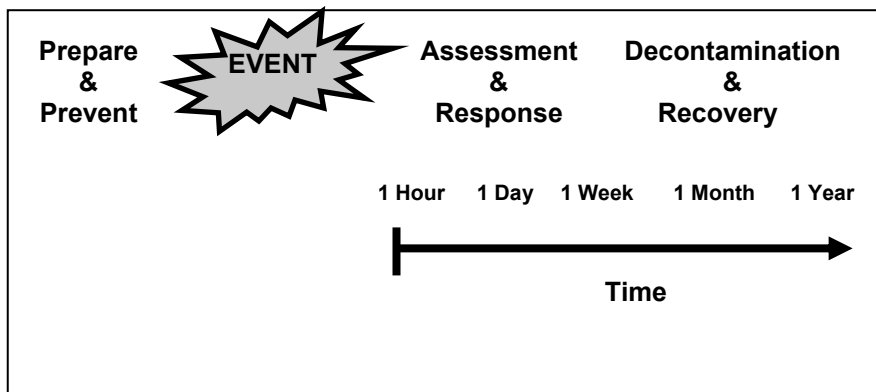 Prepare
&
Prevent
EVENT
Assessment
&
Response
Decontamination
&
Recovery
1 Hour 1 Day 1 Week 1 Month 1 Year
Time